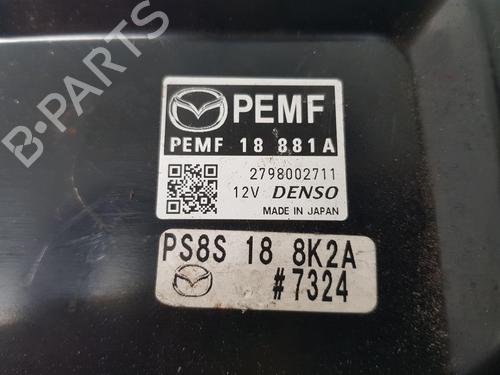 B-PARTS
PEMF
PEMF 18 881A
2798002711
12V DENSO
MADE IN JAPAN
PS8S 18 8K2A
#7324